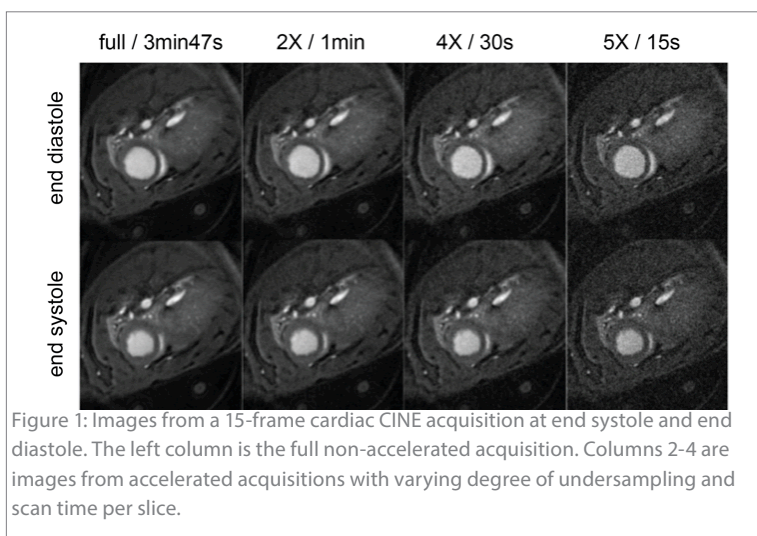 full / 3min47s 2X / 1min 4X / 30s 5X / 15s
end diastole
end systole
Figure 1: Images from a 15-frame cardiac CINE acquisition at end systole and end
diastole. The left column is the full non-accelerated acquisition. Columns 2-4 are
images from accelerated acquisitions with varying degree of undersampling and
scan time per slice.